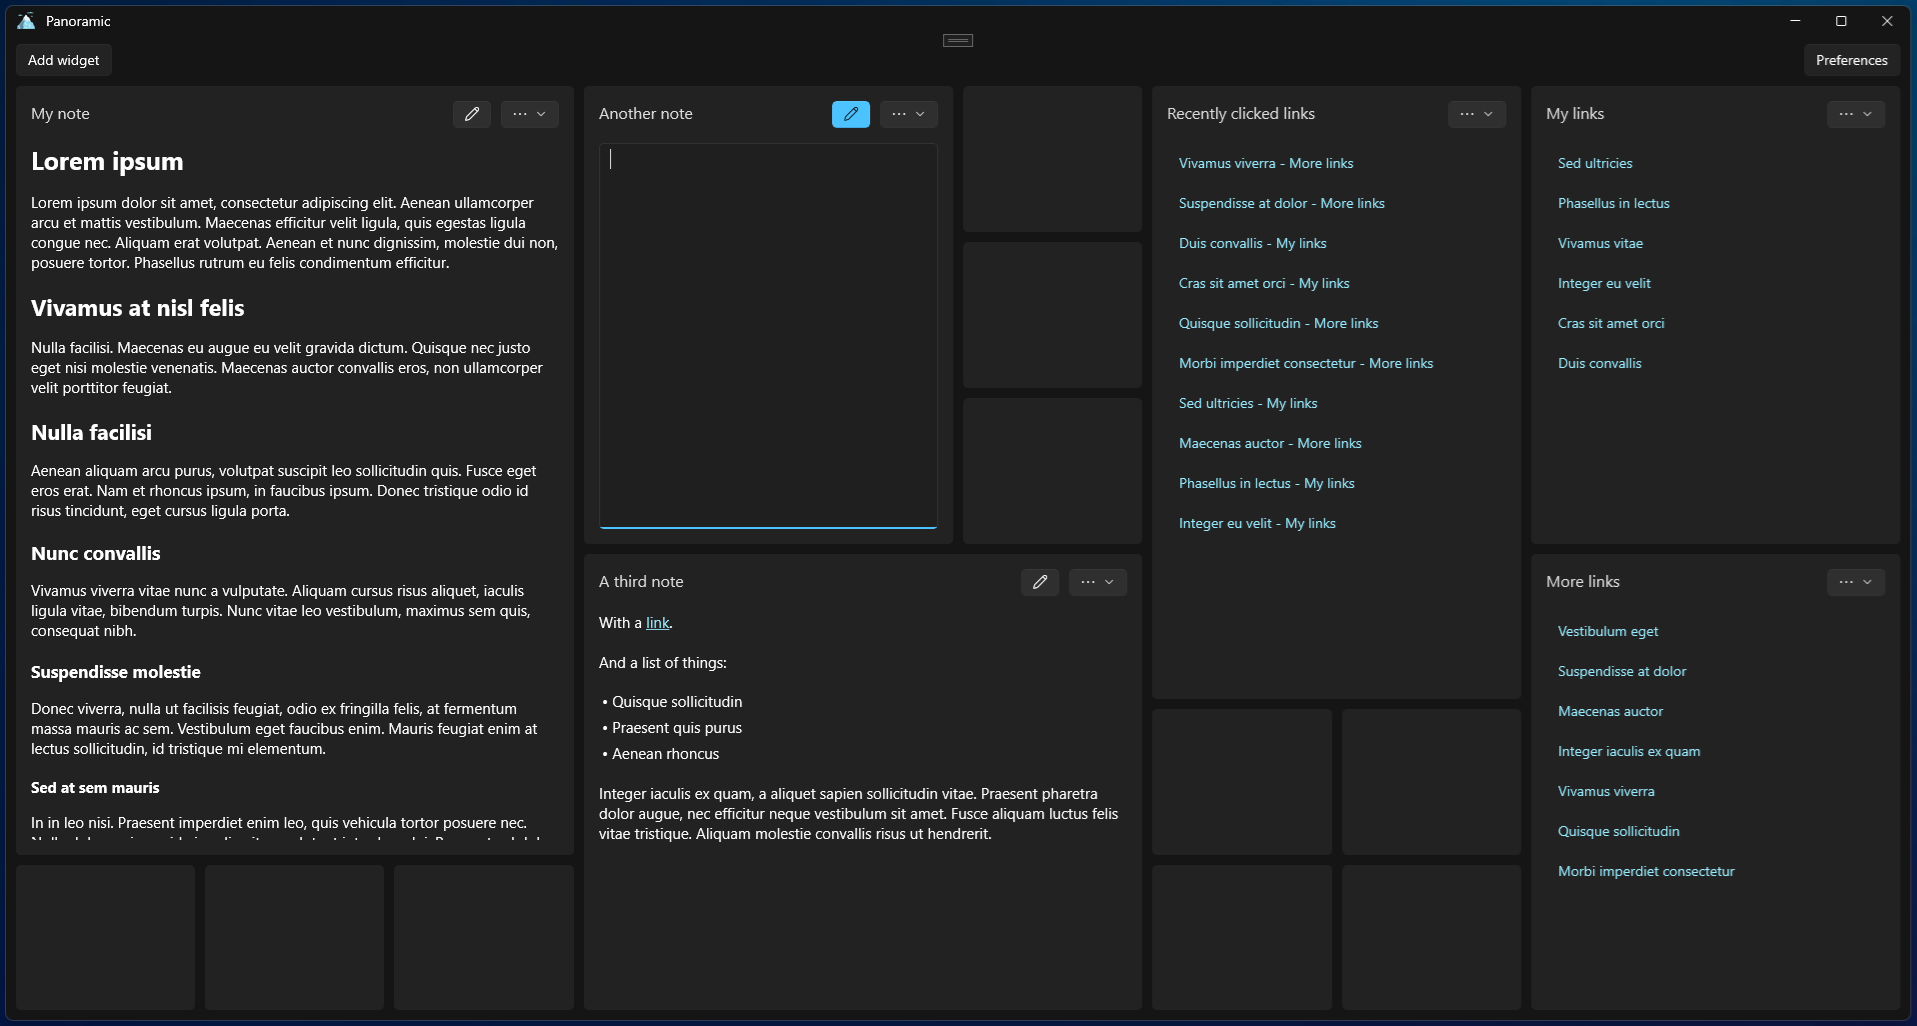 Panoramic
Add widget
Preferences
My note
Lorem ipsum
Lorem ipsum dolor sit amet, consectetur adipiscing elit. Aenean ullamcorper
arcu et mattis vestibulum. Maecenas efficitur velit ligula, quis egestas ligula
congue nec. Aliquam erat volutpat. Aenean et nunc dignissim, molestie dui non,
posuere tortor. Phasellus rutrum eu felis condimentum efficitur.
Vivamus at nisl felis
Nulla facilisi. Maecenas eu augue eu velit gravida dictum. Quisque nec justo
eget nisi molestie venenatis. Maecenas auctor convallis eros, non ullamcorper
velit porttitor feugiat.
Nulla facilisi
Aenean aliquam arcu purus, volutpat suscipit leo sollicitudin quis. Fusce eget
eros erat. Nam et rhoncus ipsum, in faucibus ipsum. Donec tristique odio id
risus tincidunt, eget cursus ligula porta.
Nunc convallis
Vivamus viverra vitae nunc a vulputate. Aliquam cursus risus aliquet, iaculis
ligula vitae, bibendum turpis. Nunc vitae leo vestibulum, maximus sem quis,
consequat nibh.
Suspendisse molestie
Donec viverra, nulla ut facilisis feugiat, odio ex fringilla felis, at fermentum
massa mauris ac sem. Vestibulum eget faucibus enim. Mauris feugiat enim at
lectus sollicitudin, id tristique mi elementum.
Sed at sem mauris
In in leo nisi. Praesent imperdiet enim leo, quis vehicula tortor posuere nec.
Another note
A third note
With a link.
And a list of things:
• Quisque sollicitudin
• Praesent quis purus
• Aenean rhoncus
Integer iaculis ex quam, a aliquet sapien sollicitudin vitae. Praesent pharetra
dolor augue, nec efficitur neque vestibulum sit amet. Fusce aliquam luctus felis
vitae tristique. Aliquam molestie convallis risus ut hendrerit.
Recently clicked links
Vivamus viverra - More links
Suspendisse at dolor - More links
Duis convallis - My links
Cras sit amet orci - My links
Quisque sollicitudin - More links
Morbi imperdiet consectetur - More links
Sed ultricies - My links
Maecenas auctor - More links
Phasellus in lectus - My links
Integer eu velit - My links
My links
Sed ultricies
Phasellus in lectus
Vivamus vitae
Integer eu velit
Cras sit amet orci
Duis convallis
More links
Vestibulum eget
Suspendisse at dolor
Maecenas auctor
Integer iaculis ex quam
Vivamus viverra
Quisque sollicitudin
Morbi imperdiet consectetur